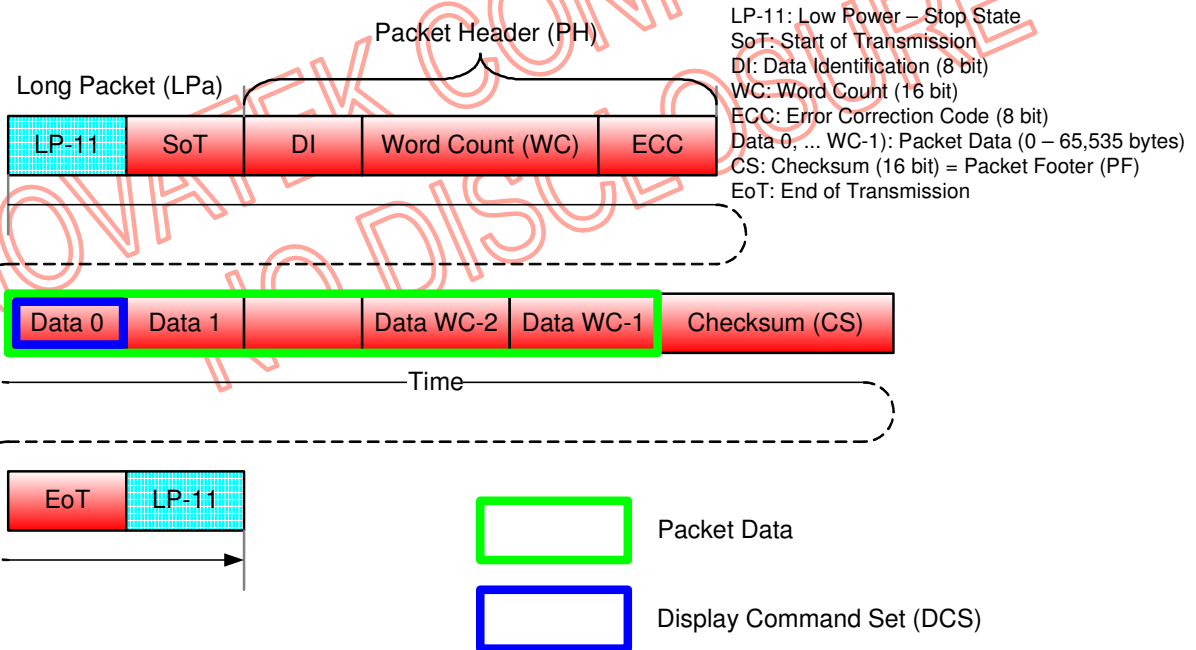 Packet Header (PH)
Long Packet (LPa)
LP-11: Low Power – Stop State
SoT: Start of Transmission
DI: Data Identification (8 bit)
WC: Word Count (16 bit)
ECC: Error Correction Code (8 bit)
Data 0, ... WC-1): Packet Data (0 – 65,535 bytes)
CS: Checksum (16 bit) = Packet Footer (PF)
EoT: End of Transmission
LP-11 SoT DI Word Count (WC) ECC
Data 0 Data 1 Data WC-2 Data WC-1 Checksum (CS)
Time
EoT LP-11
Packet Data
Display Command Set (DCS)
NO DISCLOSURE